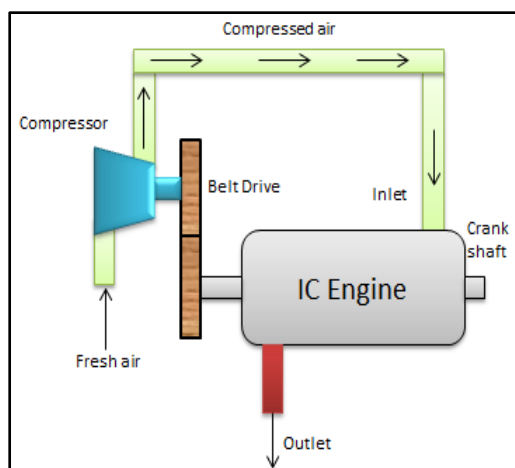 Compressed air
Compressor
Belt Drive
Inlet
Crank
shaft
IC Engine
Fresh air
Outlet